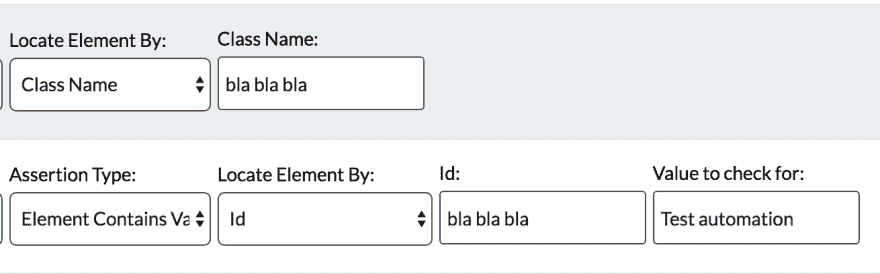 Locate Element By: Class Name:
Class Name bla bla bla
Assertion Type: Locate Element By: Id: Value to check for:
Element Contains Va Id bla bla bla Test automation